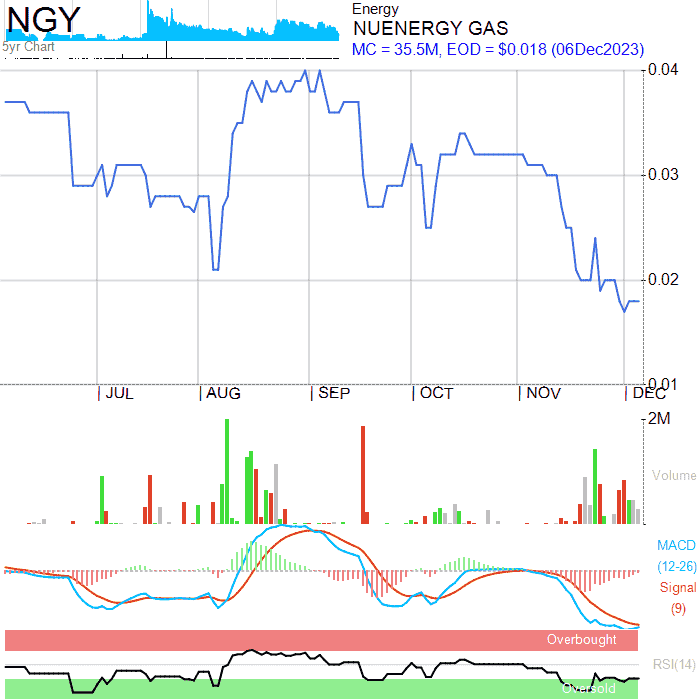 NGY
5yr Chart
Energy
NUENERGY GAS
MC = 35.5M, EOD = $0.018 (06Dec2023)
0.04
0.03
0.02
0.01
JUL
AUG
SEP
OCT
NOV
DEC
2M
Volume
MACD
(12-26)
Signal
(9)
Overbought
RSI(14)
Oversold